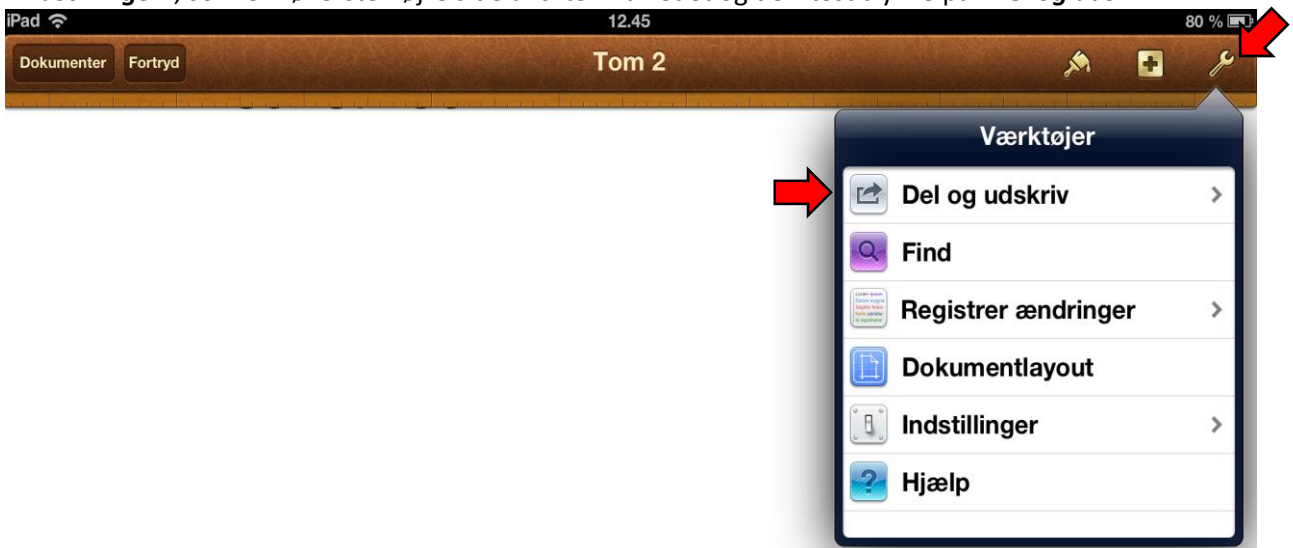 iPad 12.45 80 %
Dokumenter Fortryd Tom 2
Værktøjer
Del og udskriv
Find
Registrer ændringer
Dokumentlayout
Indstillinger
Hjælp